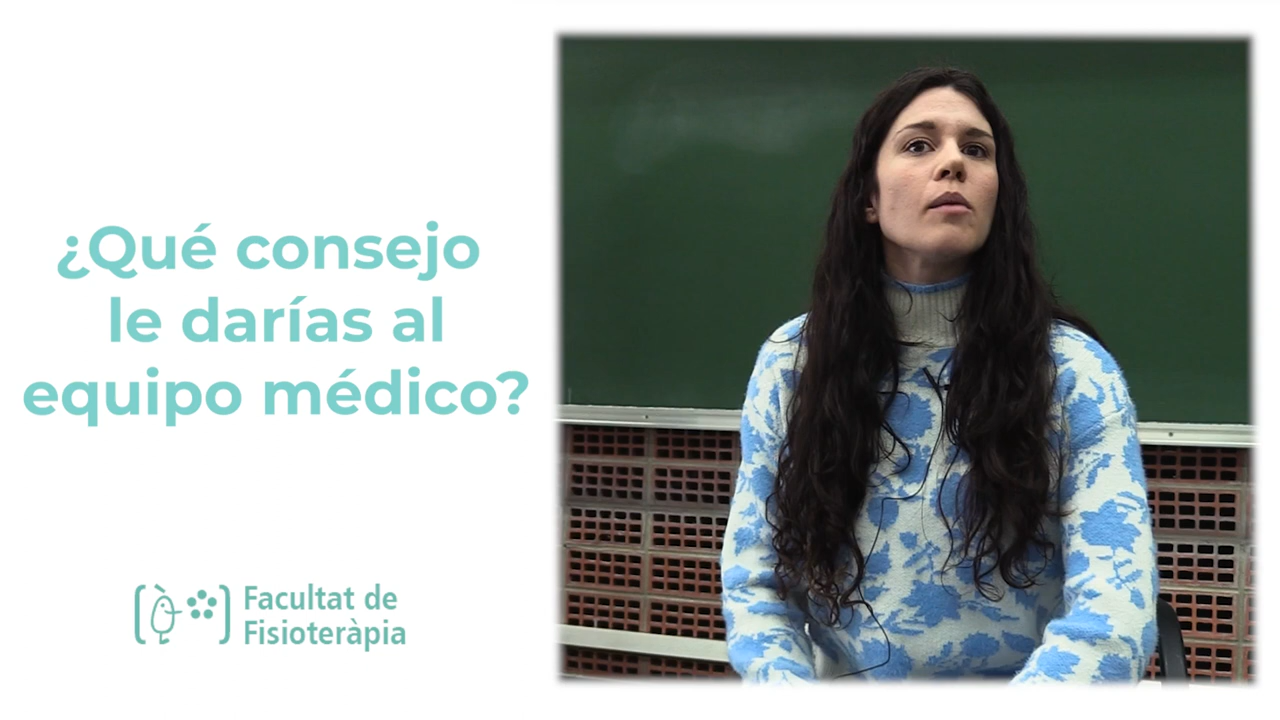 ¿Qué consejo
le darías al
equipo médico?
Facultat de
Fisioteràpia